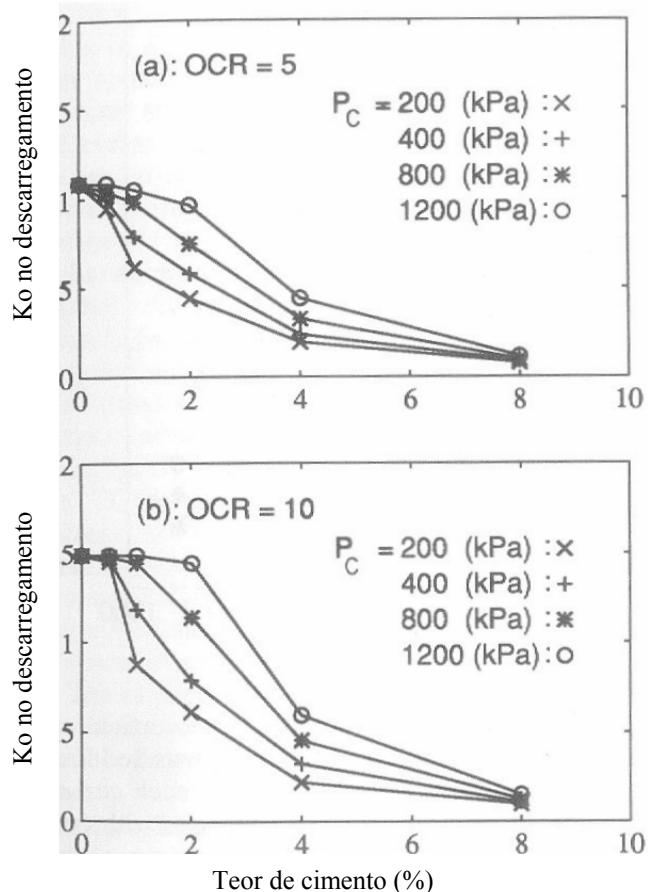 2
(a): OCR = 5
P_C = 200 (kPa) : ×
5
400 (kPa) : +
800 (kPa) : ✱
1
1200 (kPa) : ○
5
0
0 2 4 6 8 10
Ko no descarregamento
2
(b): OCR = 10
P_C = 200 (kPa) : ×
5
400 (kPa) : +
800 (kPa) : ✱
1
1200 (kPa) : ○
5
0
0 2 4 6 8 10
Ko no descarregamento
Teor de cimento (%)